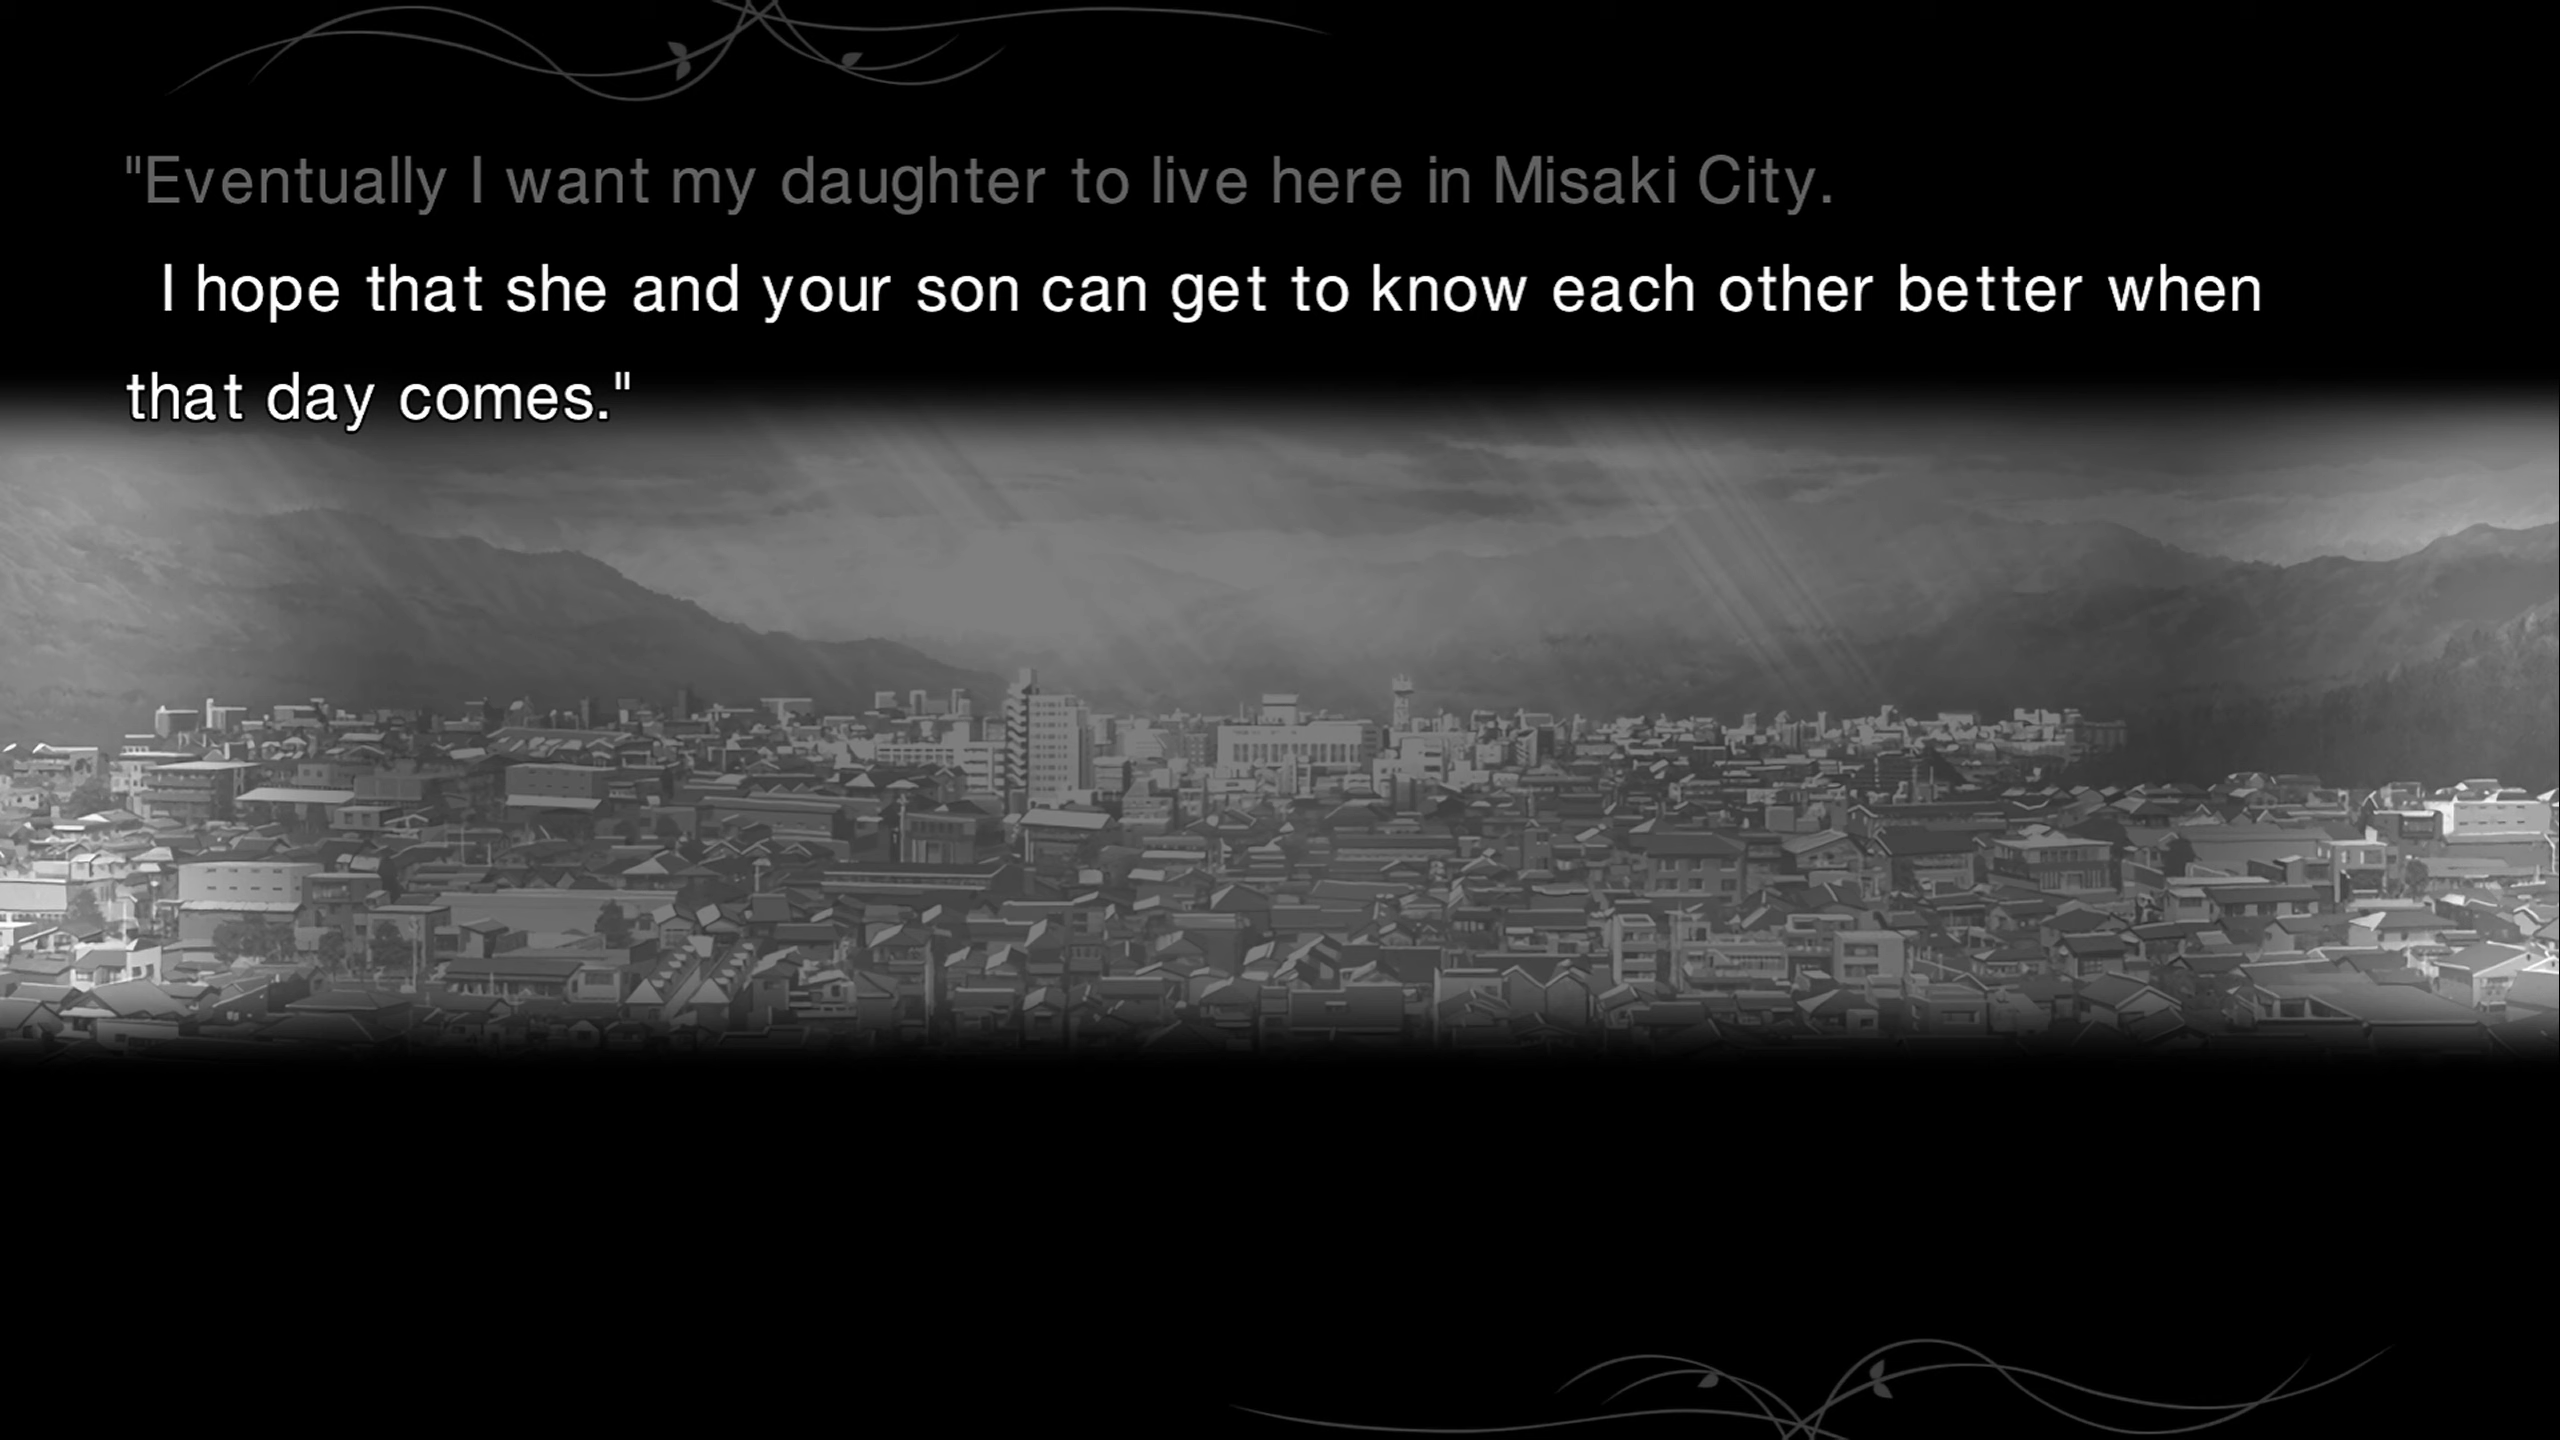 "Eventually I want my daughter to live here in Misaki City.
I hope that she and your son can get to know each other better when
that day comes."